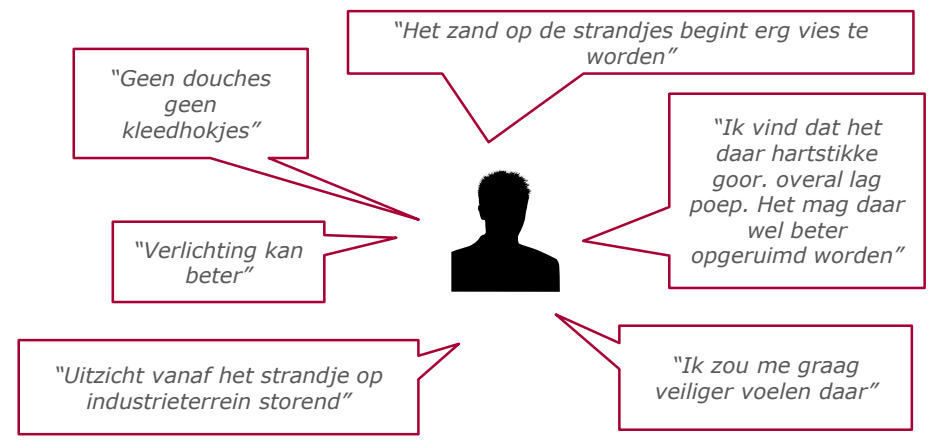 “Het zand op de strandjes begint erg vies te
worden”
“Geen douches
geen
kleedhokjes”
“Ik vind dat het
daar hartstikke
goor. overal lag
poep. Het mag daar
wel beter
opgeruimd worden”
“Verlichting kan
beter”
“Uitzicht vanaf het strandje op
industrieterrein storend”
“Ik zou me graag
veiliger voelen daar”